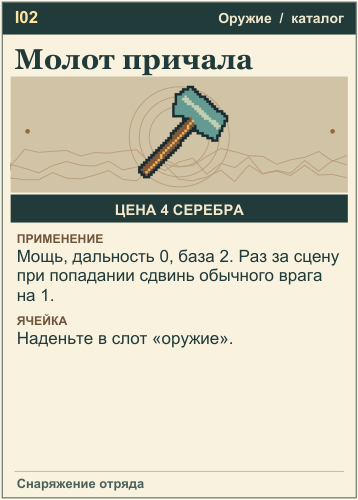 I02
Оружие / каталог
Молот причала
ЦЕНА 4 СЕРЕБРА
ПРИМЕНЕНИЕ
Мощь, дальность 0, база 2. Раз за сцену
при попадании сдвинь обычного врага
на 1.
ЯЧЕЙКА
Наденьте в слот «оружие».
Снаряжение отряда